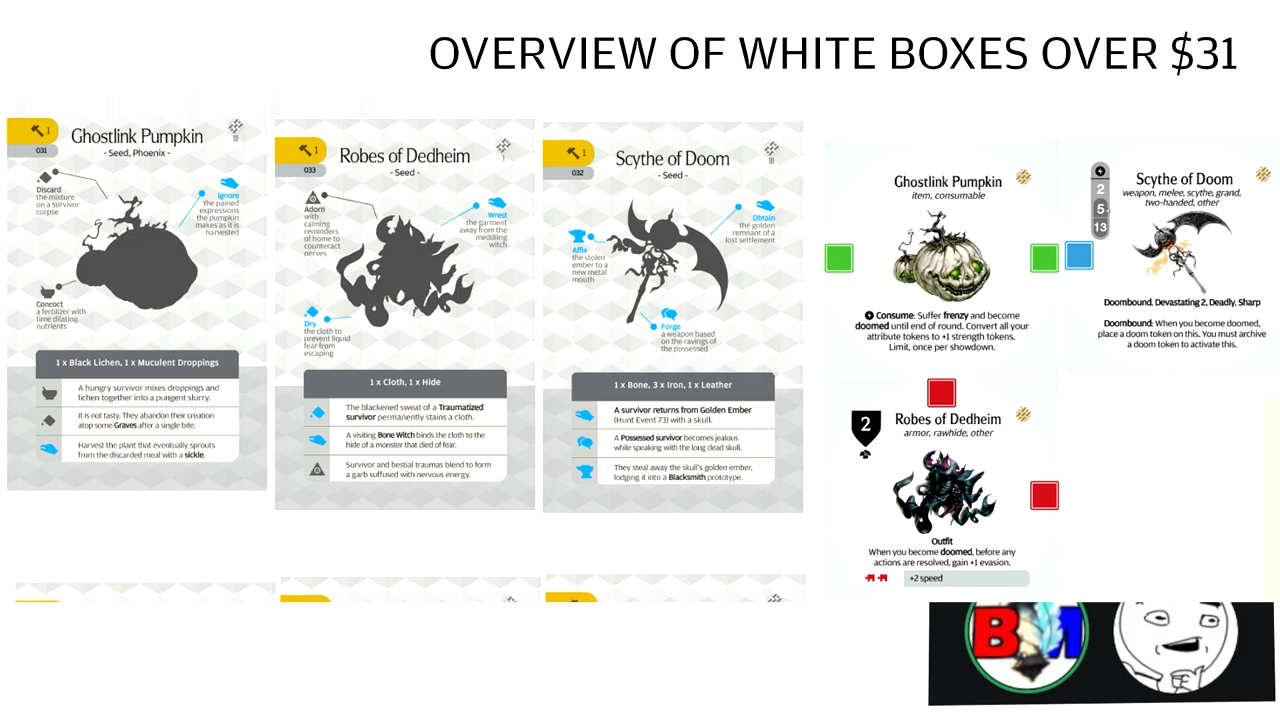 OVERVIEW OF WHITE BOXES OVER $31
1
031
Ghostlink Pumpkin
III
- Seed, Phoenix -
Discard
the mixture
on a survivor
corpse
Ignore
the pained
expressions
the pumpkin
makes as it is
harvested
Concoct
a fertilizer with
time dilating
nutrients
1 x Black Lichen, 1 x Muculent Droppings
A hungry survivor mixes droppings and
lichen together into a pungent slurry.
It is not tasty. They abandon their creation
atop some Graves after a single bite.
Harvest the plant that eventually sprouts
from the discarded meal with a sickle.
1
033
Robes of Dedheim
I
- Seed -
Adorn
with
calming
reminders
of home to
counteract
nerves
Wrest
the garment
away from the
meddling
witch
Dry
the cloth to
prevent liquid
fear from
escaping
1 x Cloth, 1 x Hide
The blackened sweat of a Traumatized
survivor permanently stains a cloth.
A visiting Bone Witch binds the cloth to the
hide of a monster that died of fear.
Survivor and bestial traumas blend to form
a garb suffused with nervous energy.
1
032
Scythe of Doom
III
- Seed -
Obtain
the golden
remnant of a
lost settlement
Affix
the stolen
ember to a
new metal
mouth
Forge
a weapon based
on the ravings of
the possessed
1 x Bone, 3 x Iron, 1 x Leather
A survivor returns from Golden Ember
(Hunt Event 73) with a skull.
A Possessed survivor becomes jealous
while speaking with the long dead skull.
They steal away the skull's golden ember,
lodging it into a Blacksmith prototype.
Ghostlink Pumpkin
item, consumable
Consume: Suffer frenzy and become
doomed until end of round. Convert all your
attribute tokens to +1 strength tokens.
Limit, once per showdown.
2
5+
13
Scythe of Doom
weapon, melee, scythe, grand,
two-handed, other
Doombound, Devastating 2, Deadly, Sharp
Doombound: When you become doomed,
place a doom token on this. You must archive
a doom token to activate this.
2
Robes of Dedheim
armor, rawhide, other
Outfit
When you become doomed, before any
actions are resolved, gain +1 evasion.
+2 speed
B M